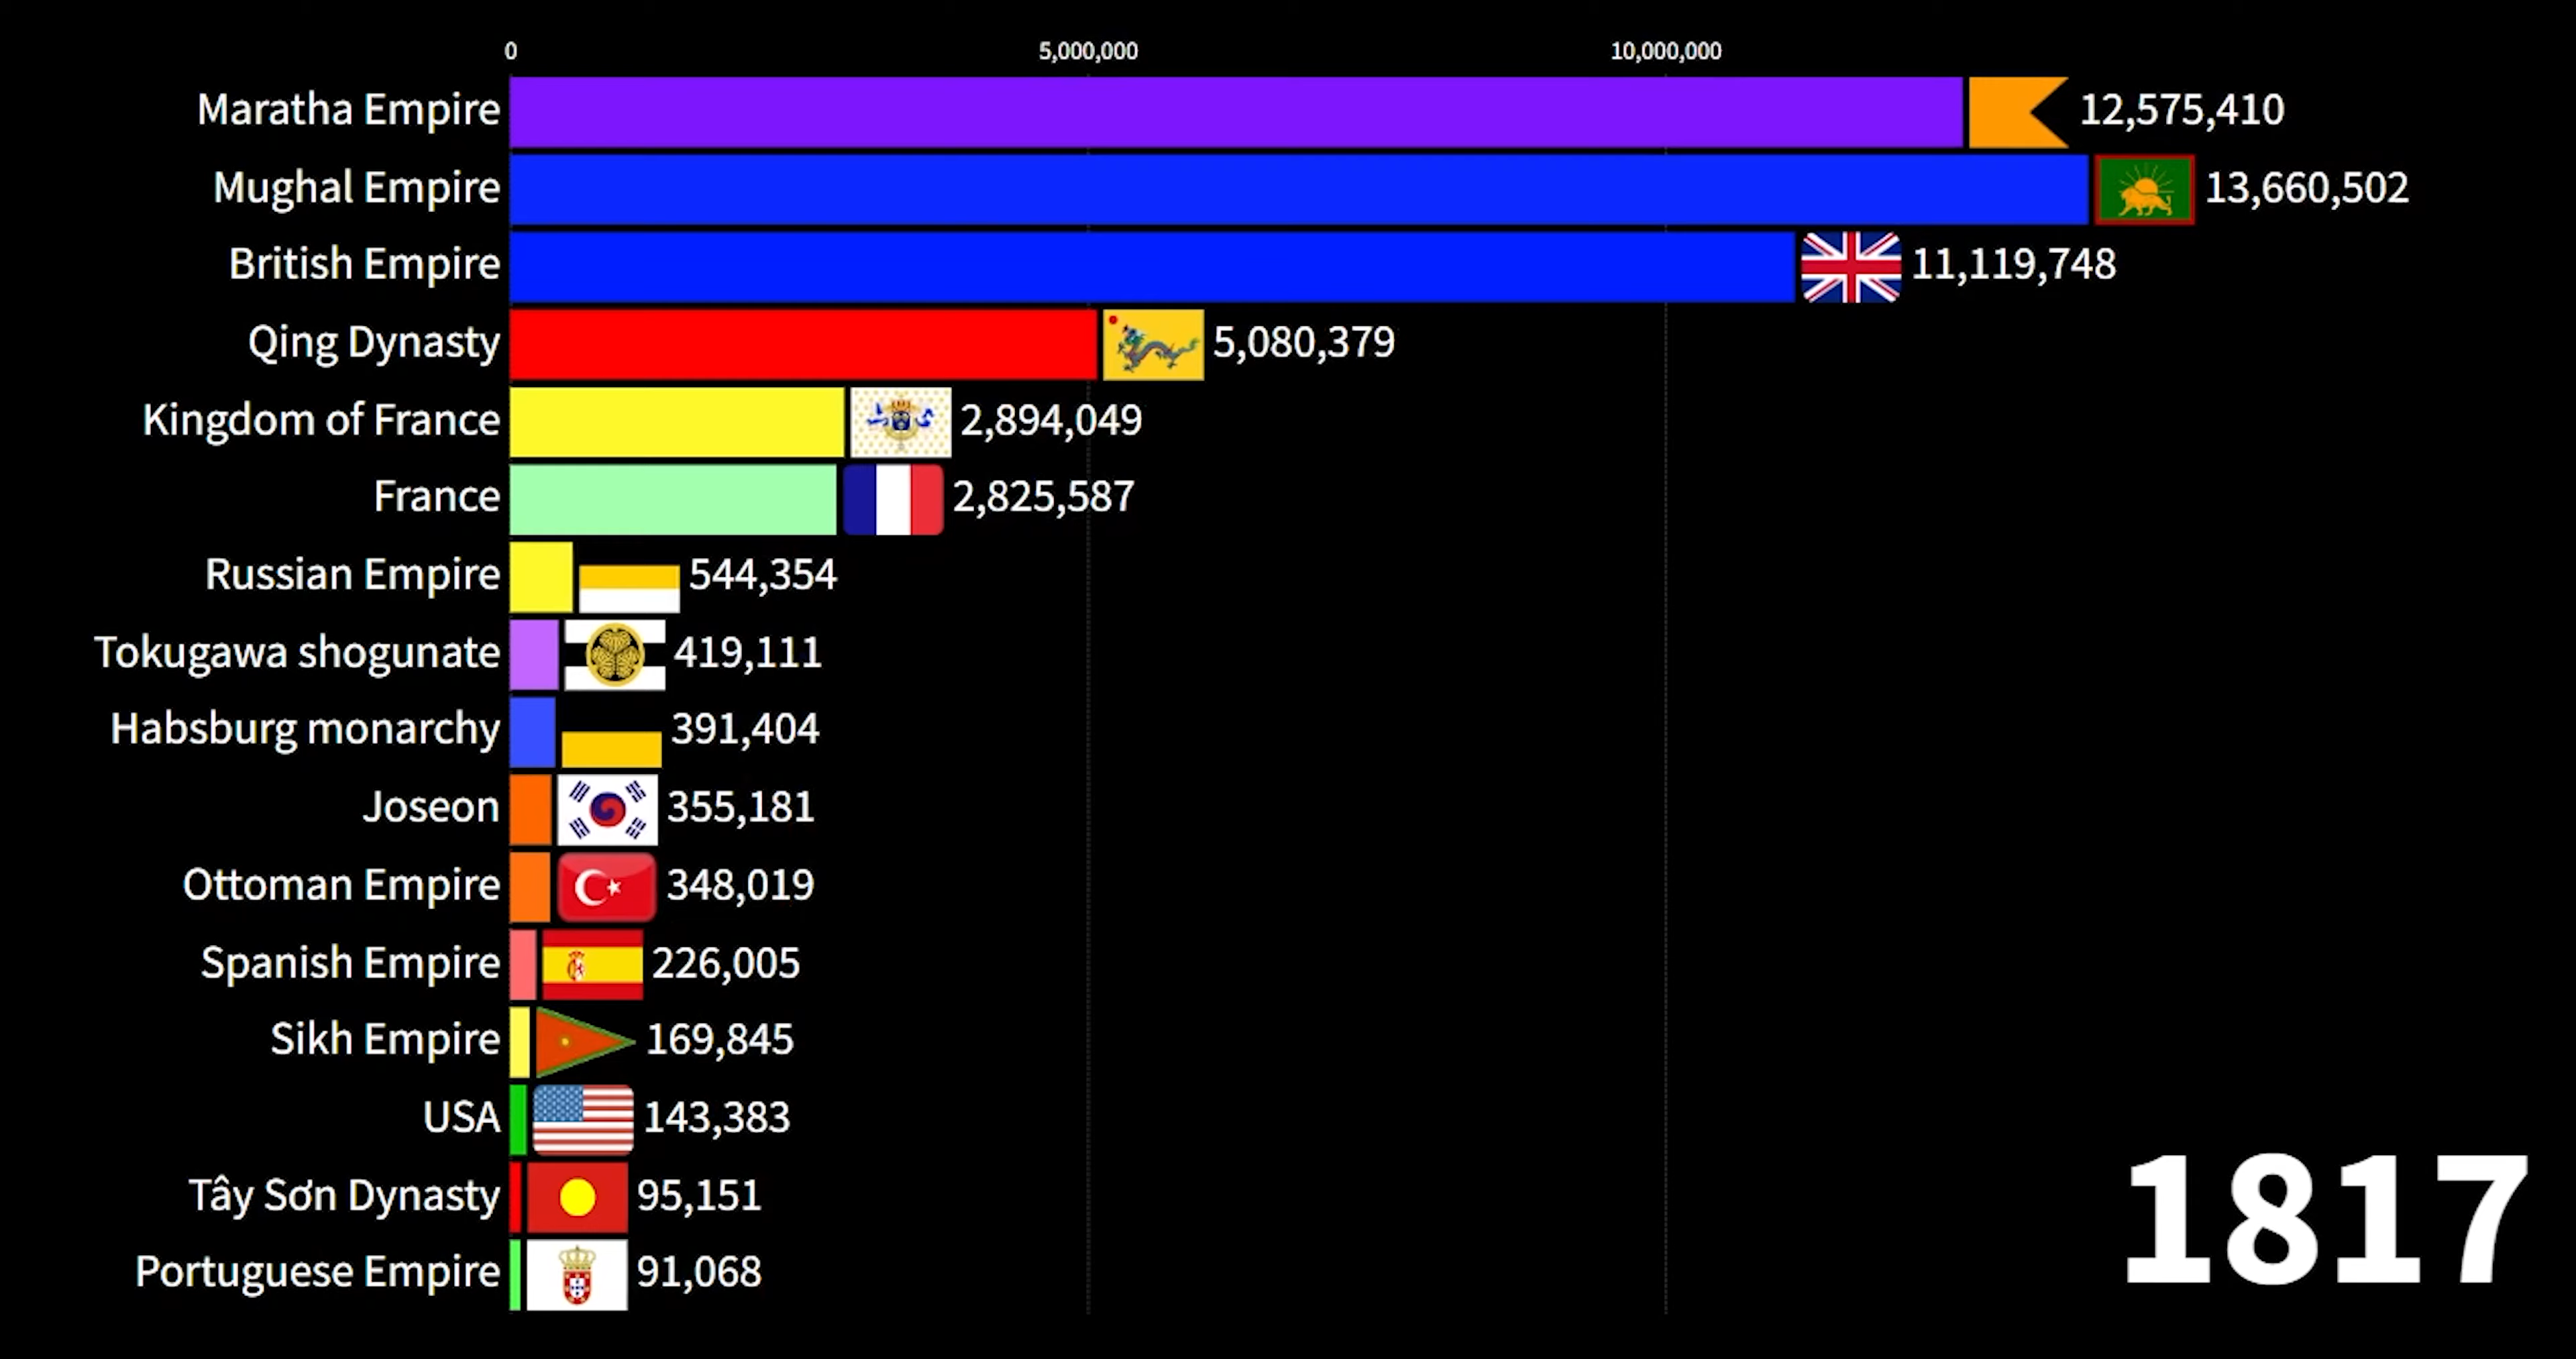 0 5,000,000 10,000,000
Maratha Empire 12,575,410
Mughal Empire 13,660,502
British Empire 11,119,748
Qing Dynasty 5,080,379
Kingdom of France 2,894,049
France 2,825,587
Russian Empire 544,354
Tokugawa shogunate 419,111
Habsburg monarchy 391,404
Joseon 355,181
Ottoman Empire 348,019
Spanish Empire 226,005
Sikh Empire 169,845
USA 143,383
Tây Sơn Dynasty 95,151
Portuguese Empire 91,068
1817